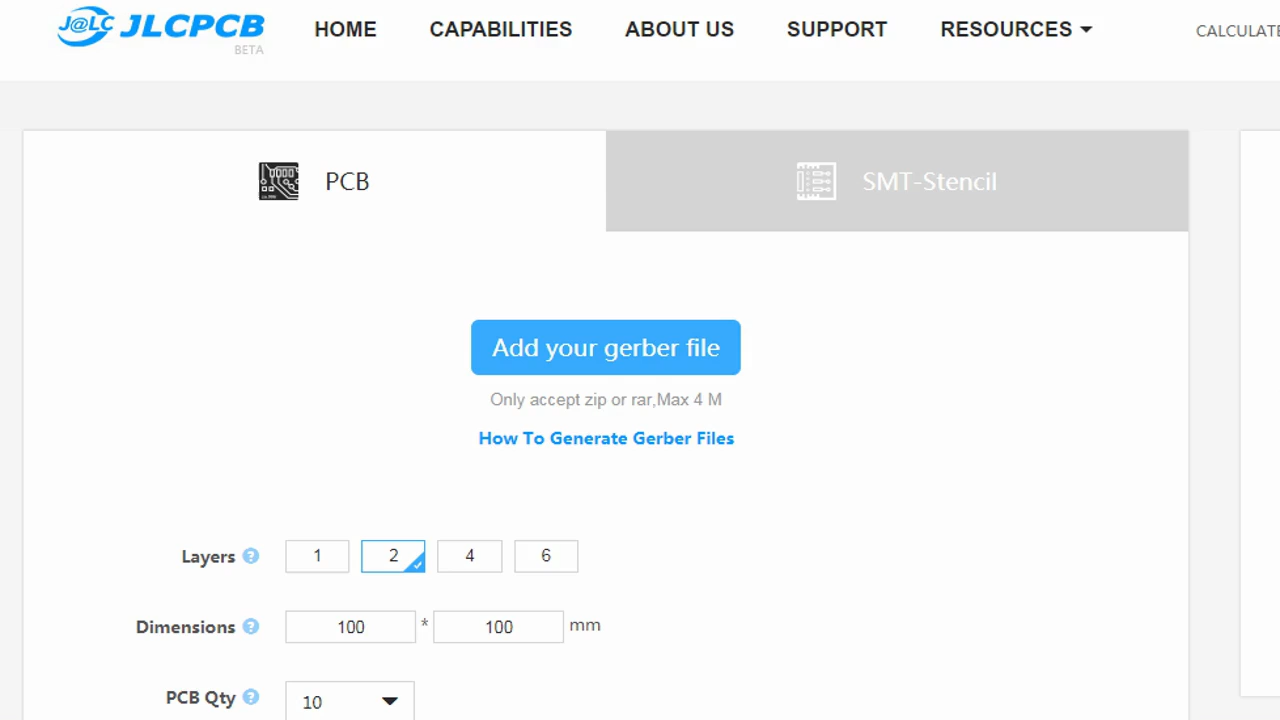 J@LC JLCPCB
BETA
HOME
CAPABILITIES
ABOUT US
SUPPORT
RESOURCES
CALCULATE
PCB
SMT-Stencil
Add your gerber file
Only accept zip or rar,Max 4 M
How To Generate Gerber Files
Layers ? 1 2 4 6
Dimensions ? 100 * 100 mm
PCB Qty ? 10